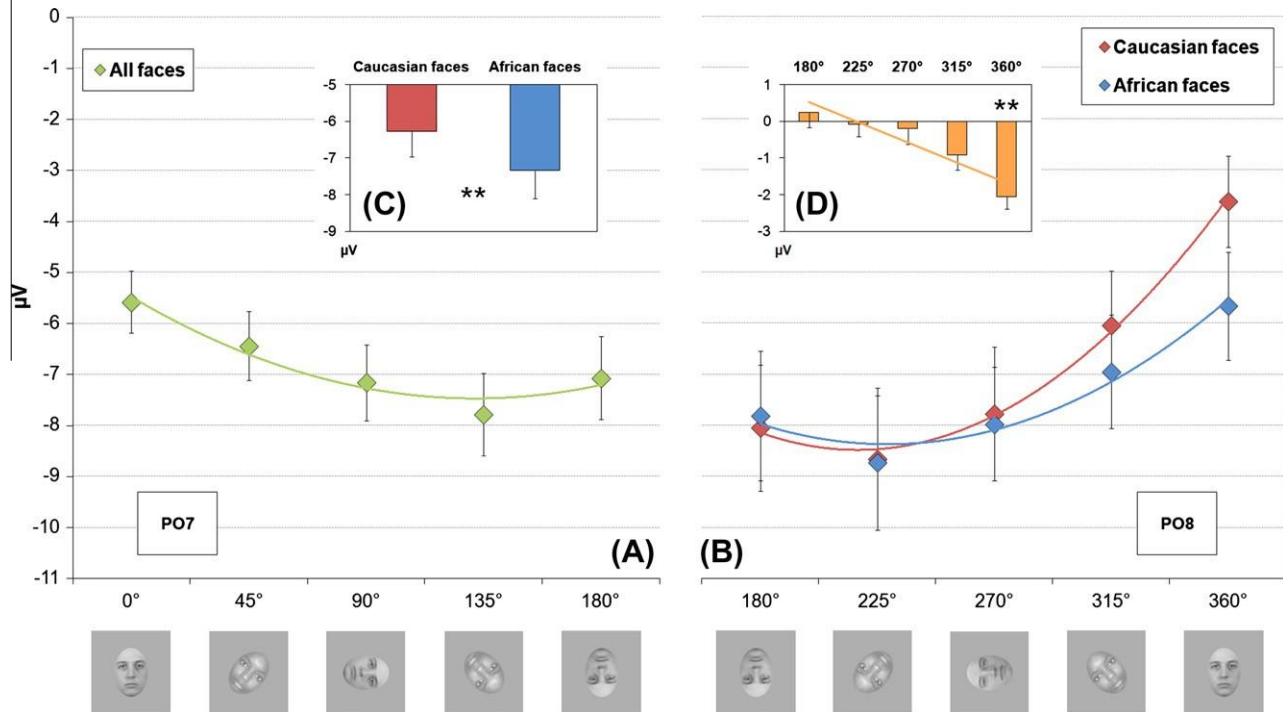 0
-1
-2
-3
-4
-5
-6
-7
-8
-9
-10
-11
µV
All faces
Caucasian faces African faces
-5
-6
-7
-8
-9
µV
(C)
**
PO7
(A)
0° 45° 90° 135° 180°
Caucasian faces
African faces
180° 225° 270° 315° 360°
1
0
-1
-2
-3
µV
**
(D)
(B)
PO8
180° 225° 270° 315° 360°